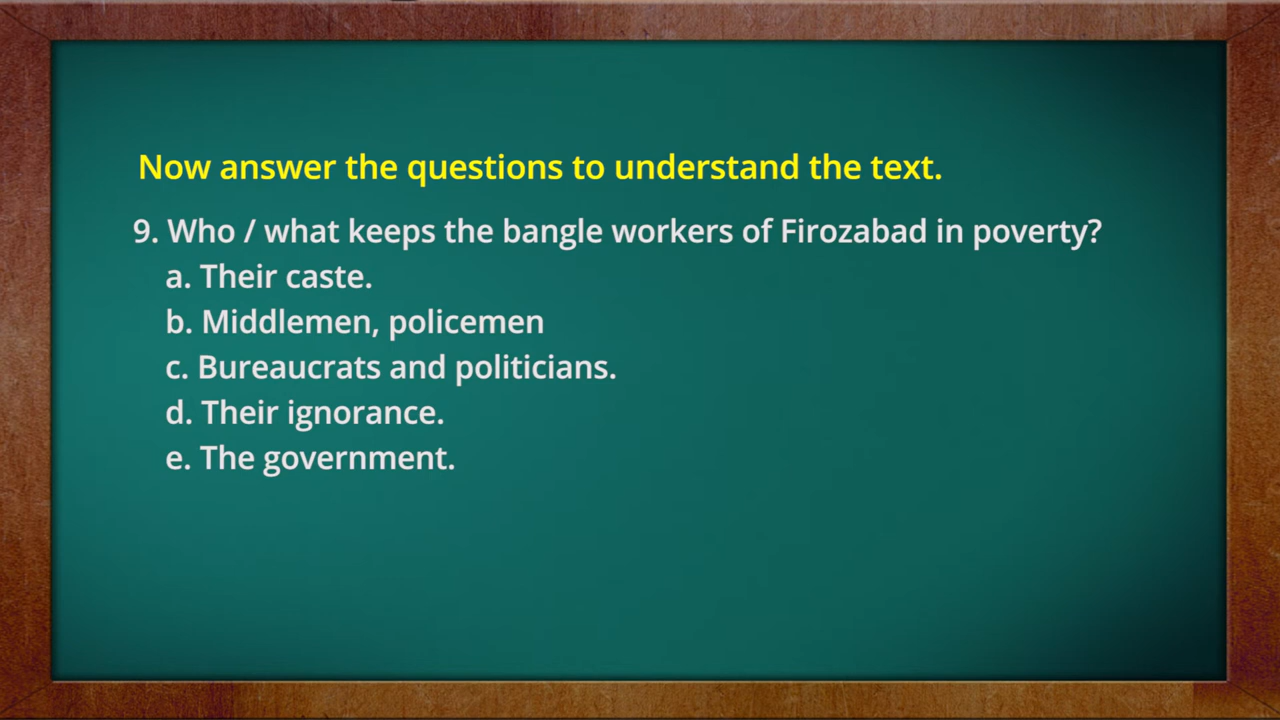 Now answer the questions to understand the text.
9. Who / what keeps the bangle workers of Firozabad in poverty?
a. Their caste.
b. Middlemen, policemen
c. Bureaucrats and politicians.
d. Their ignorance.
e. The government.